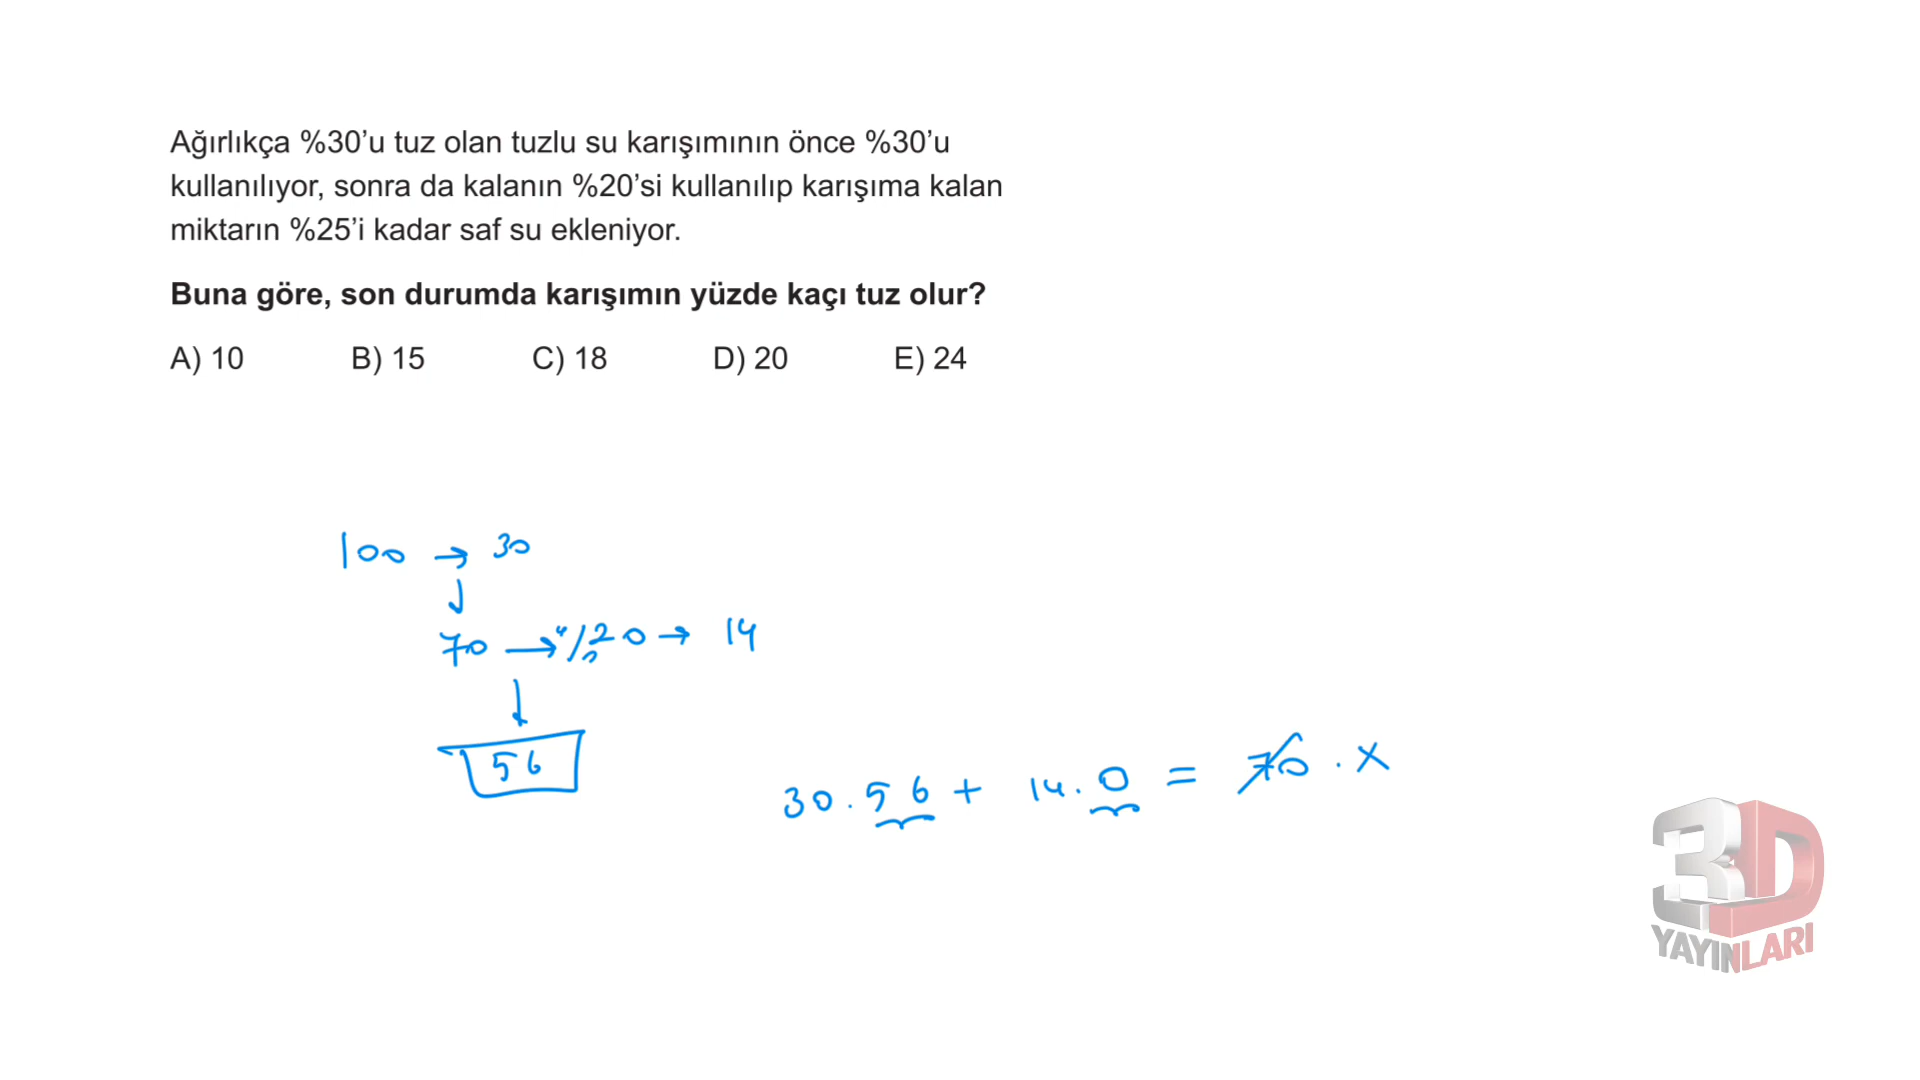 Ağırlıkça %30’u tuz olan tuzlu su karışımının önce %30’u
kullanılıyor, sonra da kalanın %20’si kullanılıp karışıma kalan
miktarın %25’i kadar saf su ekleniyor.
Buna göre, son durumda karışımın yüzde kaçı tuz olur?
A) 10 B) 15 C) 18 D) 20 E) 24
100 → 30
↓
70 → %20 → 14
↓
56
30.56 + 14.0 = 70.x
3D
YAYINLARI